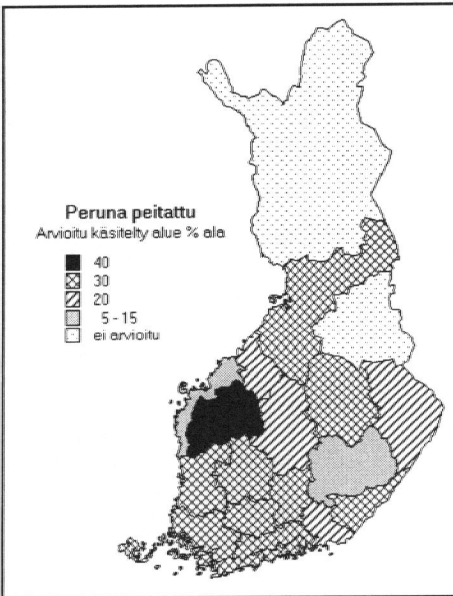 Peruna peitattu
Arvioitu käsitelty alue % ala
40
30
20
5 - 15
ei arvioitu